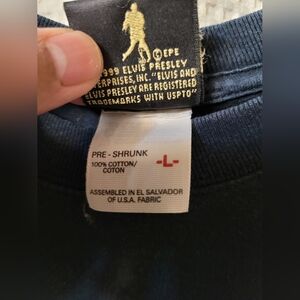 ©EPE
1999 ELVIS PRESLEY
ERPRISES, INC. "ELVIS AND
ELVIS PRESLEY ARE REGISTERED
TRADEMARKS WITH USPTO"
PRE - SHRUNK
100% COTTON/
COTON
-L-
ASSEMBLED IN EL SALVADOR
OF U.S.A. FABRIC